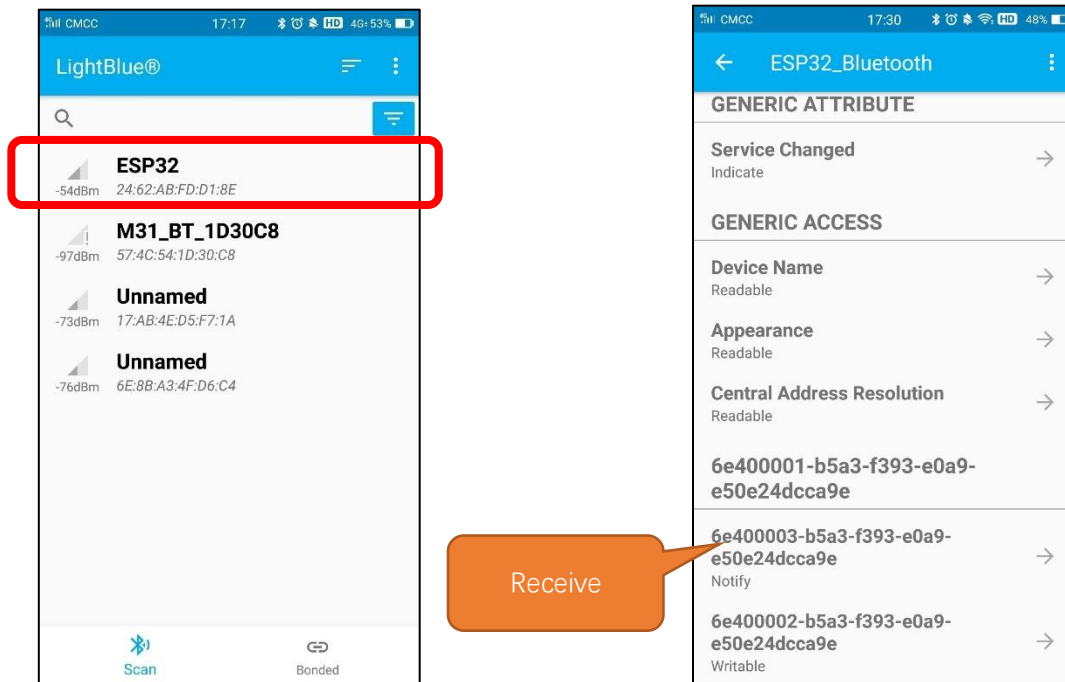 CMCC 17:17 HD 4G 53%
LightBlue®
ESP32
-54dBm 24:62:AB:FD:D1:8E
M31_BT_1D30C8
-97dBm 57:4C:54:1D:30:C8
Unnamed
-73dBm 17:AB:4E:D5:F7:1A
Unnamed
-76dBm 6E:8B:A3:4F:D6:C4
Scan Bonded
Receive
CMCC 17:30 HD 48%
ESP32_Bluetooth
GENERIC ATTRIBUTE
Service Changed
Indicate
GENERIC ACCESS
Device Name
Readable
Appearance
Readable
Central Address Resolution
Readable
6e400001-b5a3-f393-e0a9-
e50e24dcca9e
6e400003-b5a3-f393-e0a9-
e50e24dcca9e
Notify
6e400002-b5a3-f393-e0a9-
e50e24dcca9e
Writable